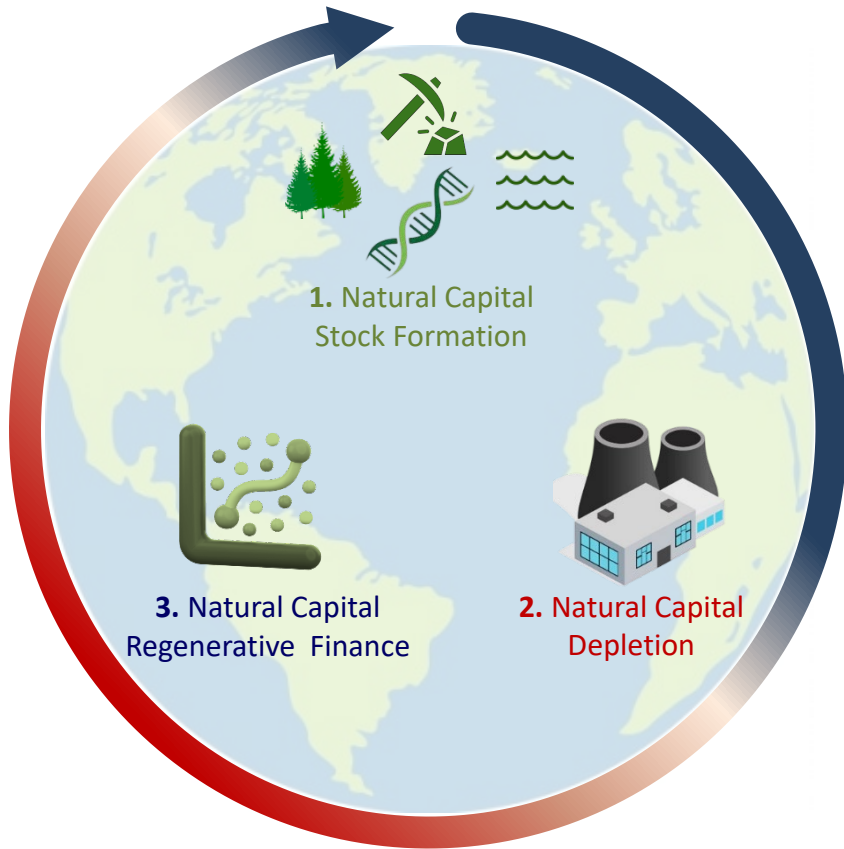 1. Natural Capital
Stock Formation
3. Natural Capital
Regenerative  Finance
2. Natural Capital
Depletion